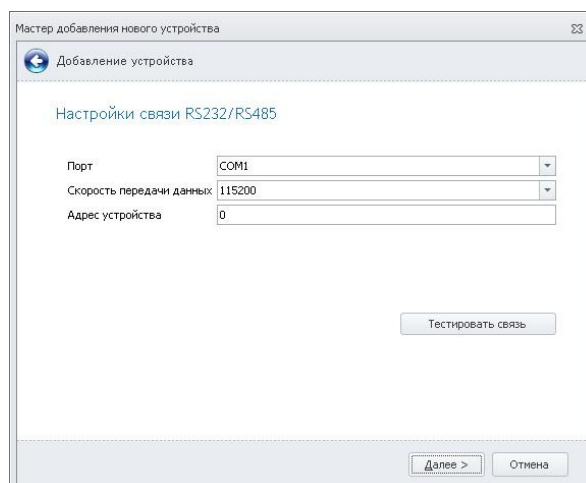 Мастер добавления нового устройства
Добавление устройства
Настройки связи RS232/RS485
Порт COM1
Скорость передачи данных 115200
Адрес устройства 0
Тестировать связь
Далее > Отмена